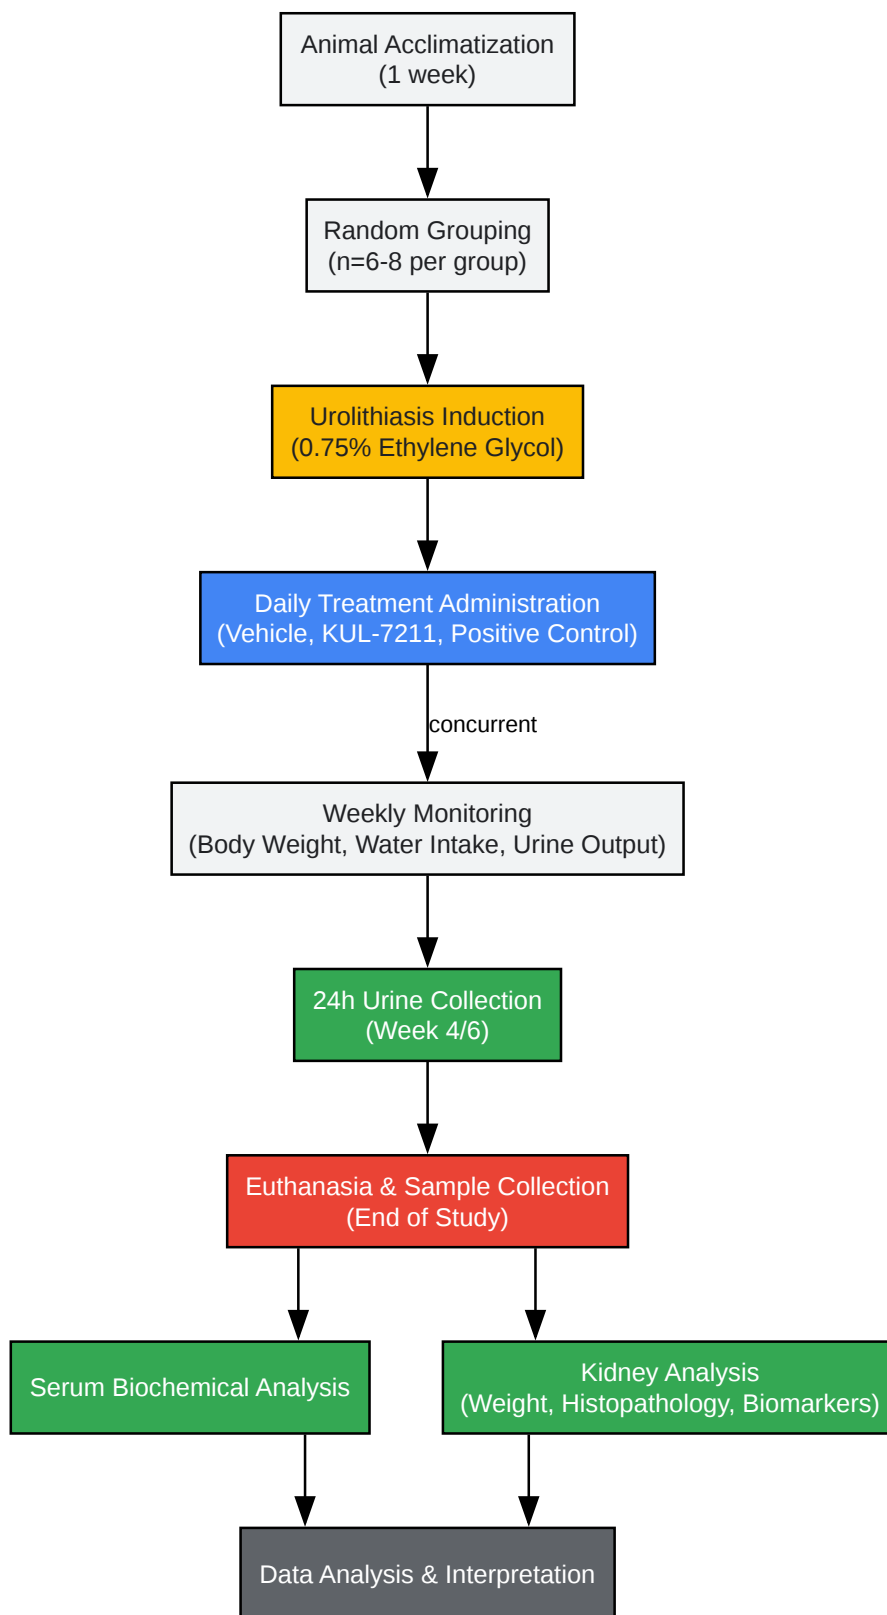 Animal Acclimatization
(1 week)
Random Grouping
(n=6-8 per group)
Urolithiasis Induction
(0.75% Ethylene Glycol)
Daily Treatment Administration
(Vehicle, KUL-7211, Positive Control)
concurrent
Weekly Monitoring
(Body Weight, Water Intake, Urine Output)
24h Urine Collection
(Week 4/6)
Euthanasia & Sample Collection
(End of Study)
Serum Biochemical Analysis
Kidney Analysis
(Weight, Histopathology, Biomarkers)
Data Analysis & Interpretation